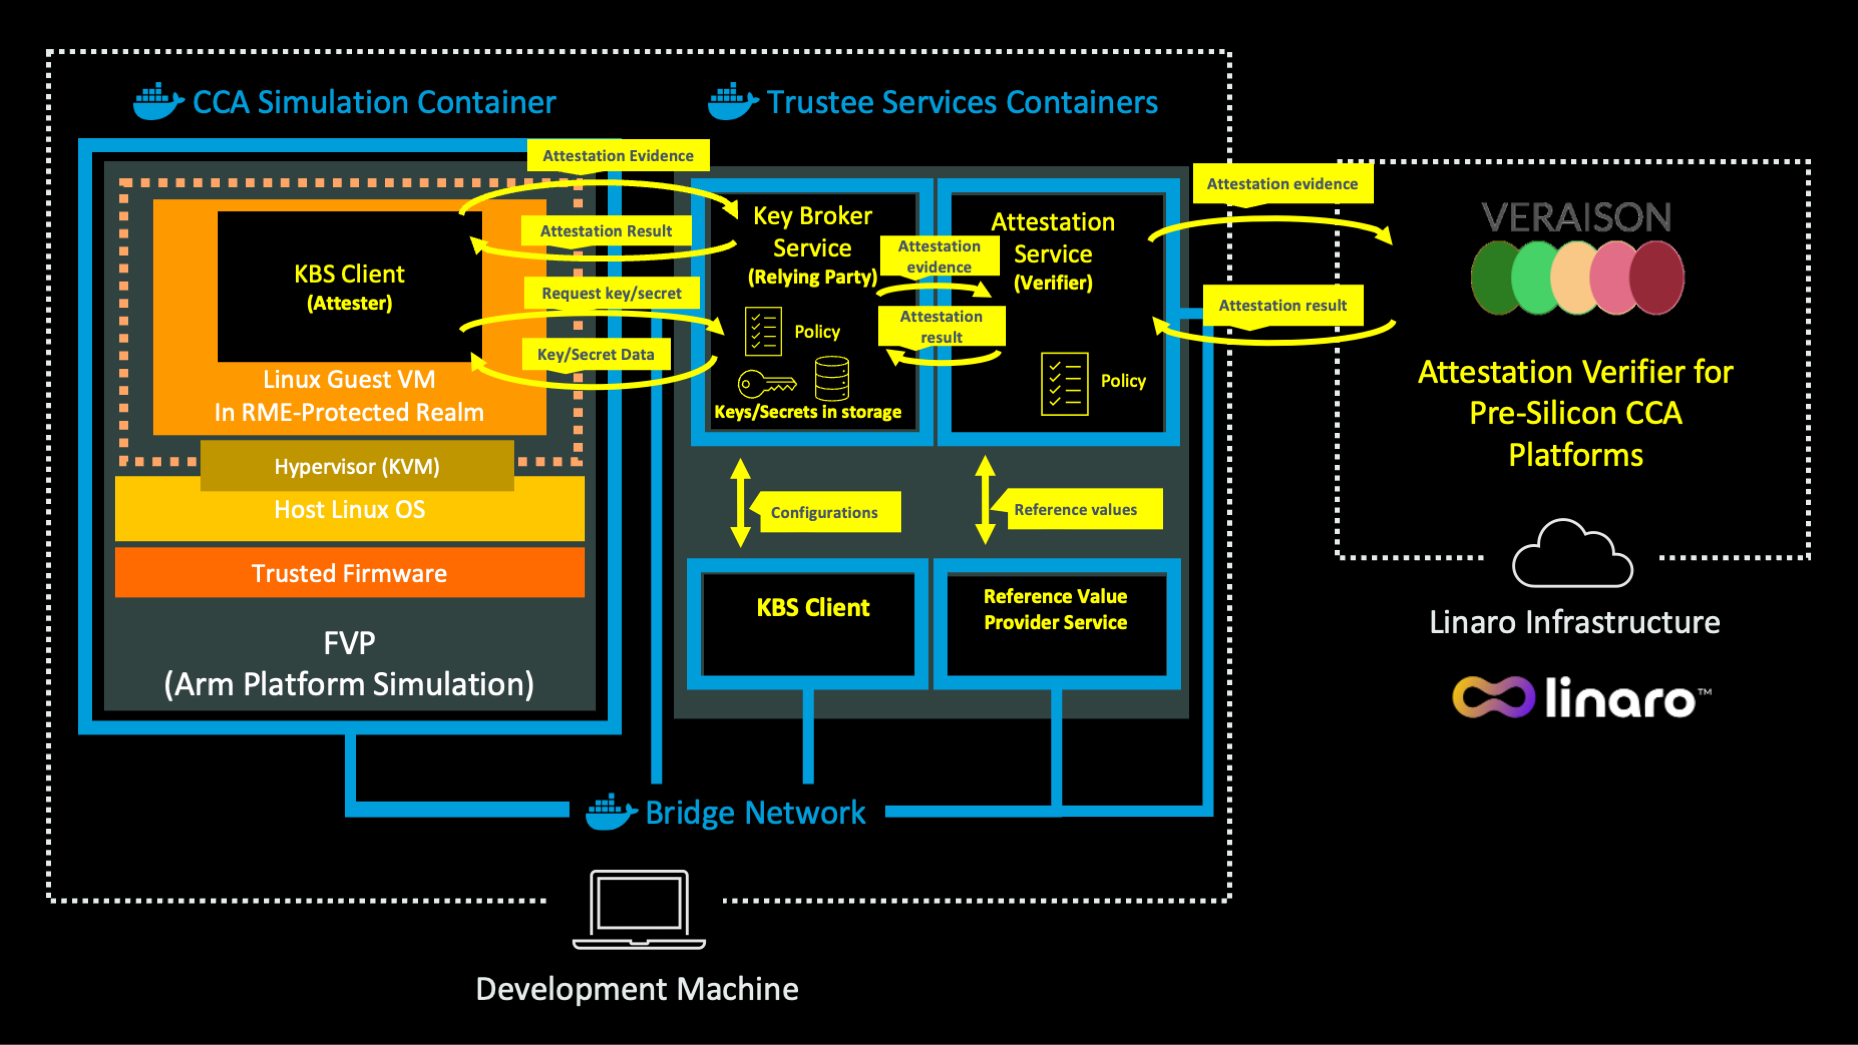 CCA Simulation Container
Trustee Services Containers
Attestation Evidence
Attestation Result
Request key/secret
Key/Secret Data
KBS Client
(Attester)
Linux Guest VM
In RME-Protected Realm
Hypervisor (KVM)
Host Linux OS
Trusted Firmware
FVP
(Arm Platform Simulation)
Key Broker
Service
(Relying Party)
Policy
Keys/Secrets in storage
Attestation
evidence
Attestation
result
Attestation
Service
(Verifier)
Policy
Configurations
Reference values
KBS Client
Reference Value
Provider Service
Bridge Network
Development Machine
Attestation evidence
Attestation result
VERAISON
Attestation Verifier for
Pre-Silicon CCA
Platforms
Linaro Infrastructure
linaro™